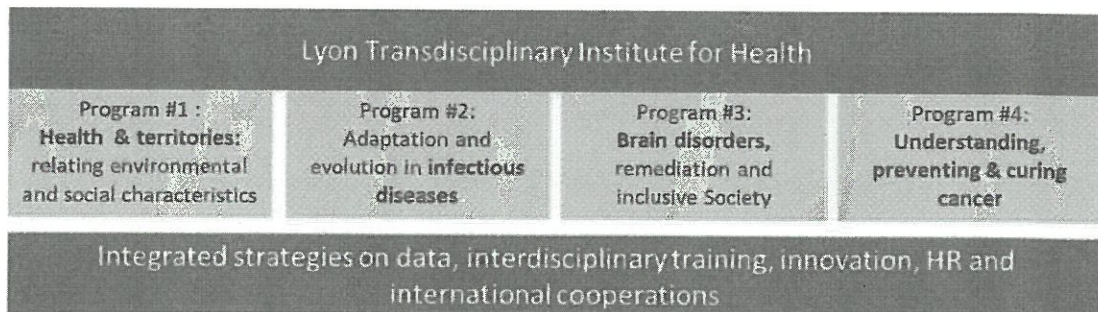 Lyon Transdisciplinary Institute for Health
Program #1 :
Health & territories:
relating environmental
and social characteristics
Program #2:
Adaptation and
evolution in infectious
diseases
Program #3:
Brain disorders,
remediation and
inclusive Society
Program #4:
Understanding,
preventing & curing
cancer
Integrated strategies on data, interdisciplinary training, innovation, HR and
international cooperations